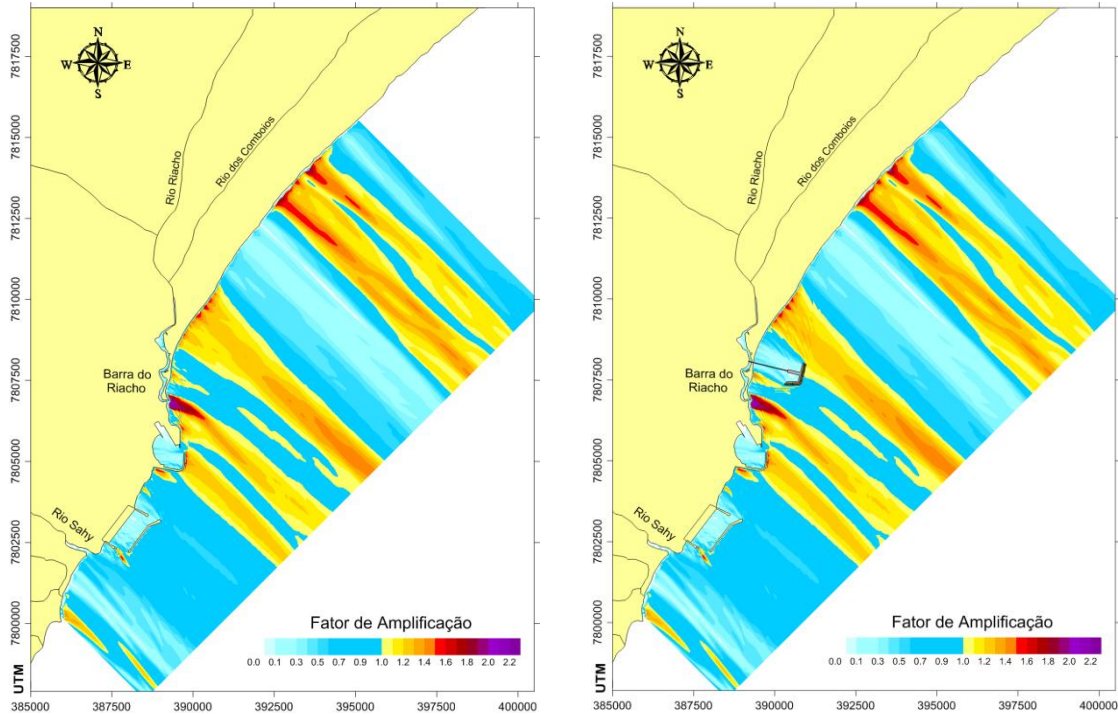 N
W E
S
7817500
7815000
7812500
7810000
7807500
7805000
7802500
7800000
UTM
Rio Riacho
Rio dos Comboios
Barra do
Riacho
Rio Sahy
Fator de Amplificação
0.0 0.1 0.3 0.5 0.7 0.9 1.0 1.2 1.4 1.6 1.8 2.0 2.2
385000 387500 390000 392500 395000 397500 400000
N
W E
S
7817500
7815000
7812500
7810000
7807500
7805000
7802500
7800000
UTM
Rio Riacho
Rio dos Comboios
Barra do
Riacho
Rio Sahy
Fator de Amplificação
0.0 0.1 0.3 0.5 0.7 0.9 1.0 1.2 1.4 1.6 1.8 2.0 2.2
385000 387500 390000 392500 395000 397500 400000